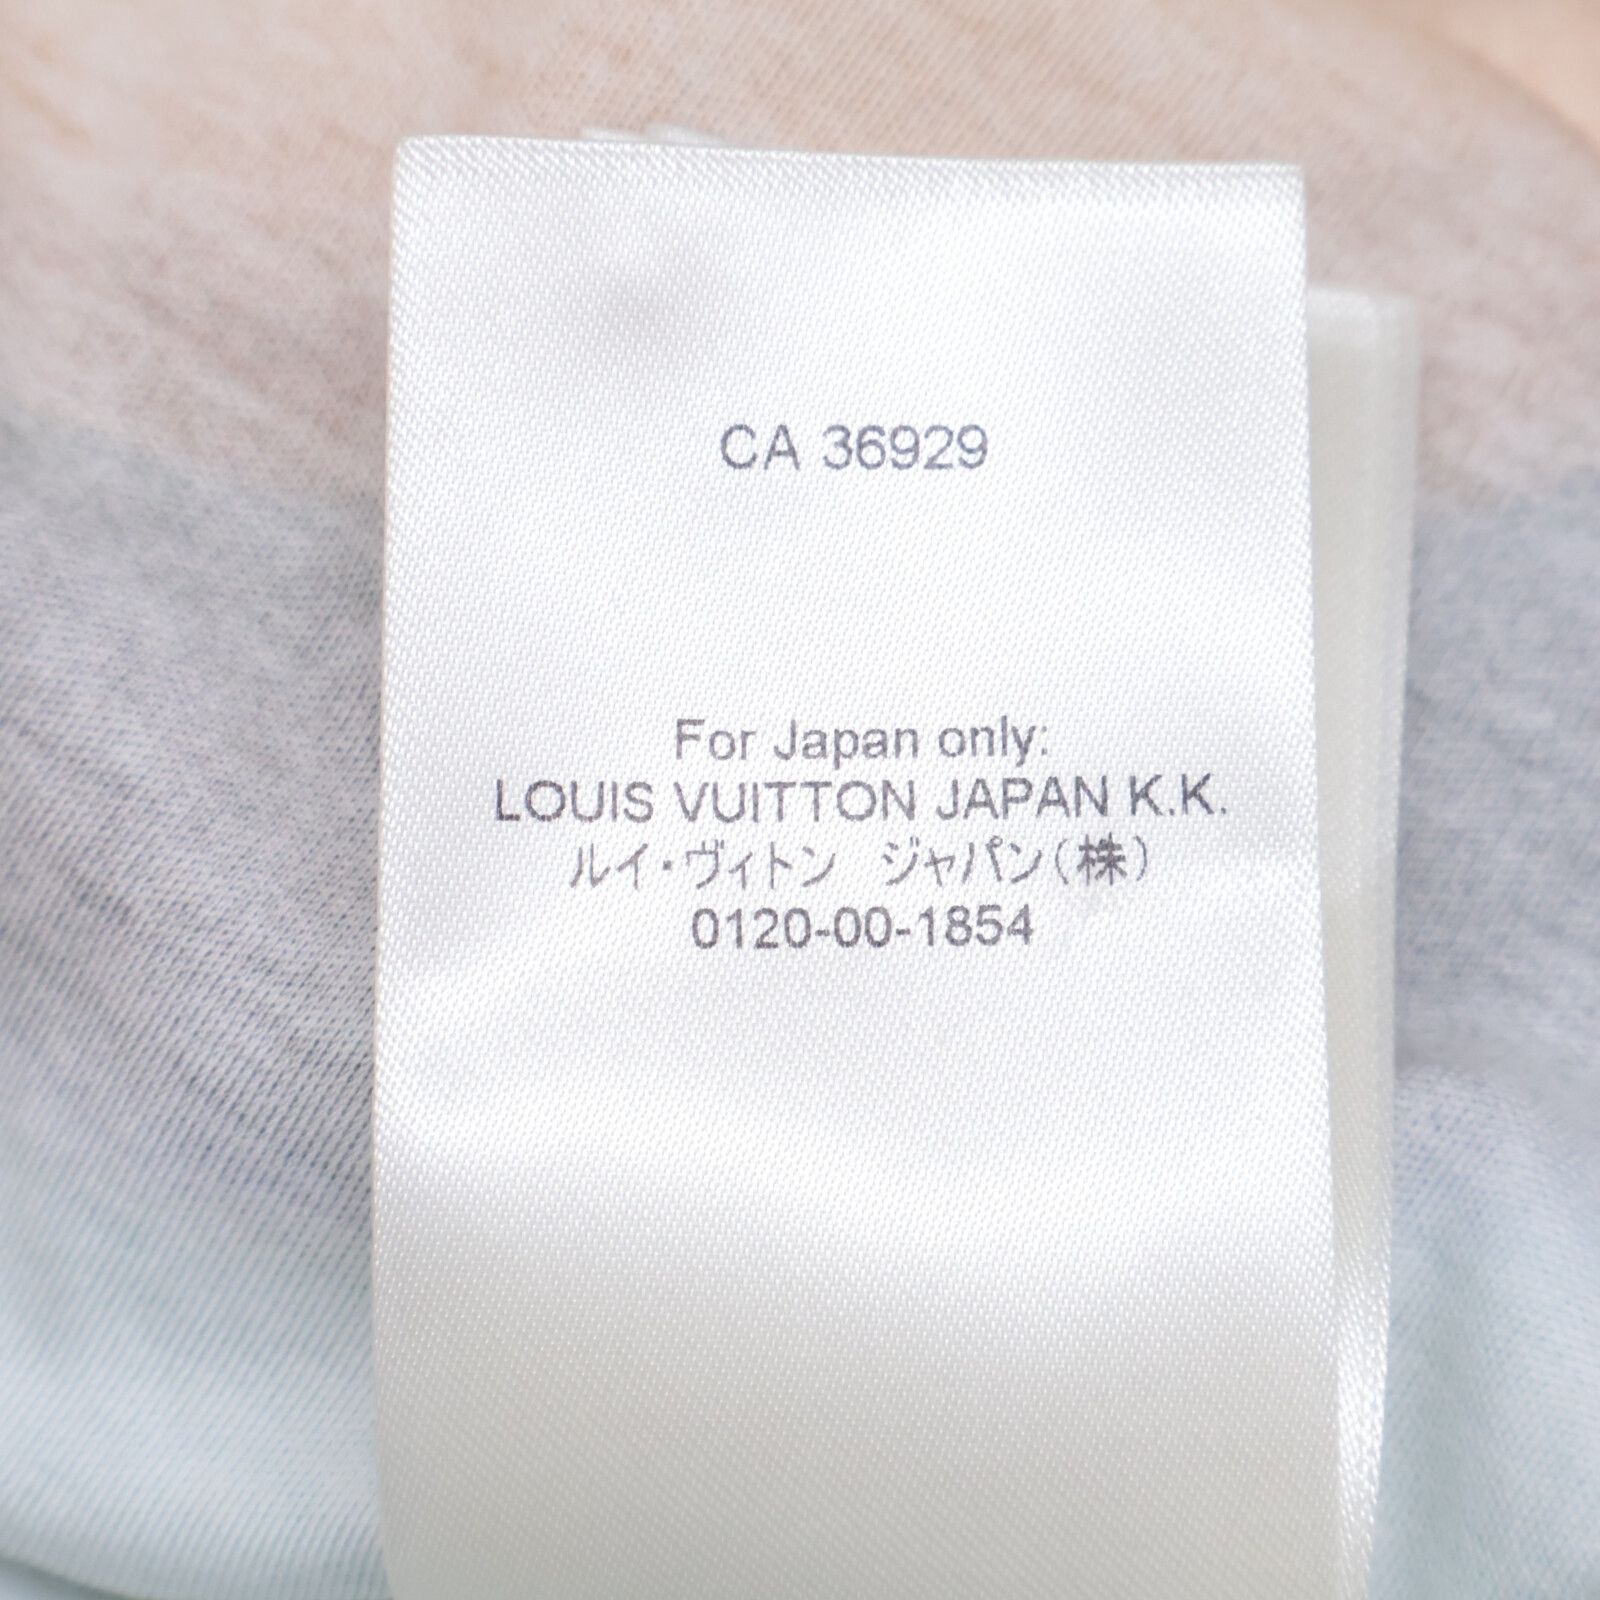 CA 36929
For Japan only:
LOUIS VUITTON JAPAN K.K.
ルイ・ヴィトン　ジャパン(株)
0120-00-1854